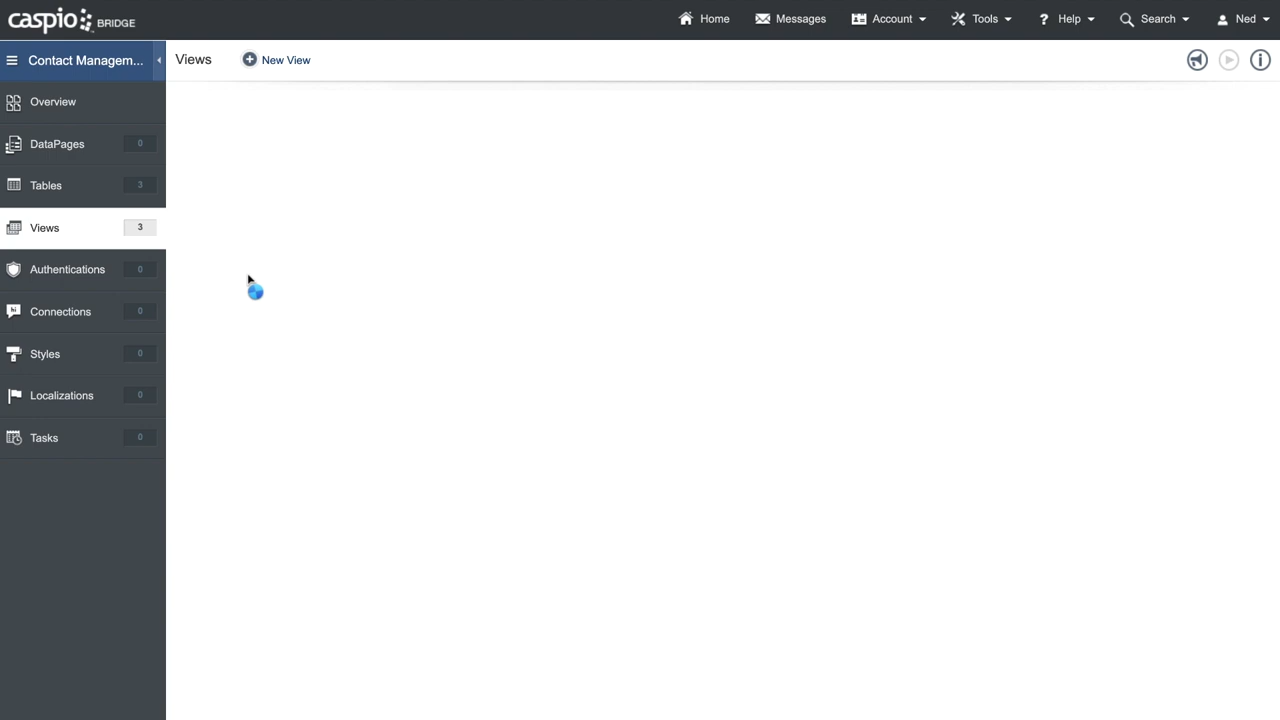 caspio BRIDGE
Home
Messages
Account
Tools
? Help
Search
Ned
Contact Managem...
Views
New View
Overview
DataPages 0
Tables 3
Views 3
Authentications 0
Connections 0
Styles 0
Localizations 0
Tasks 0